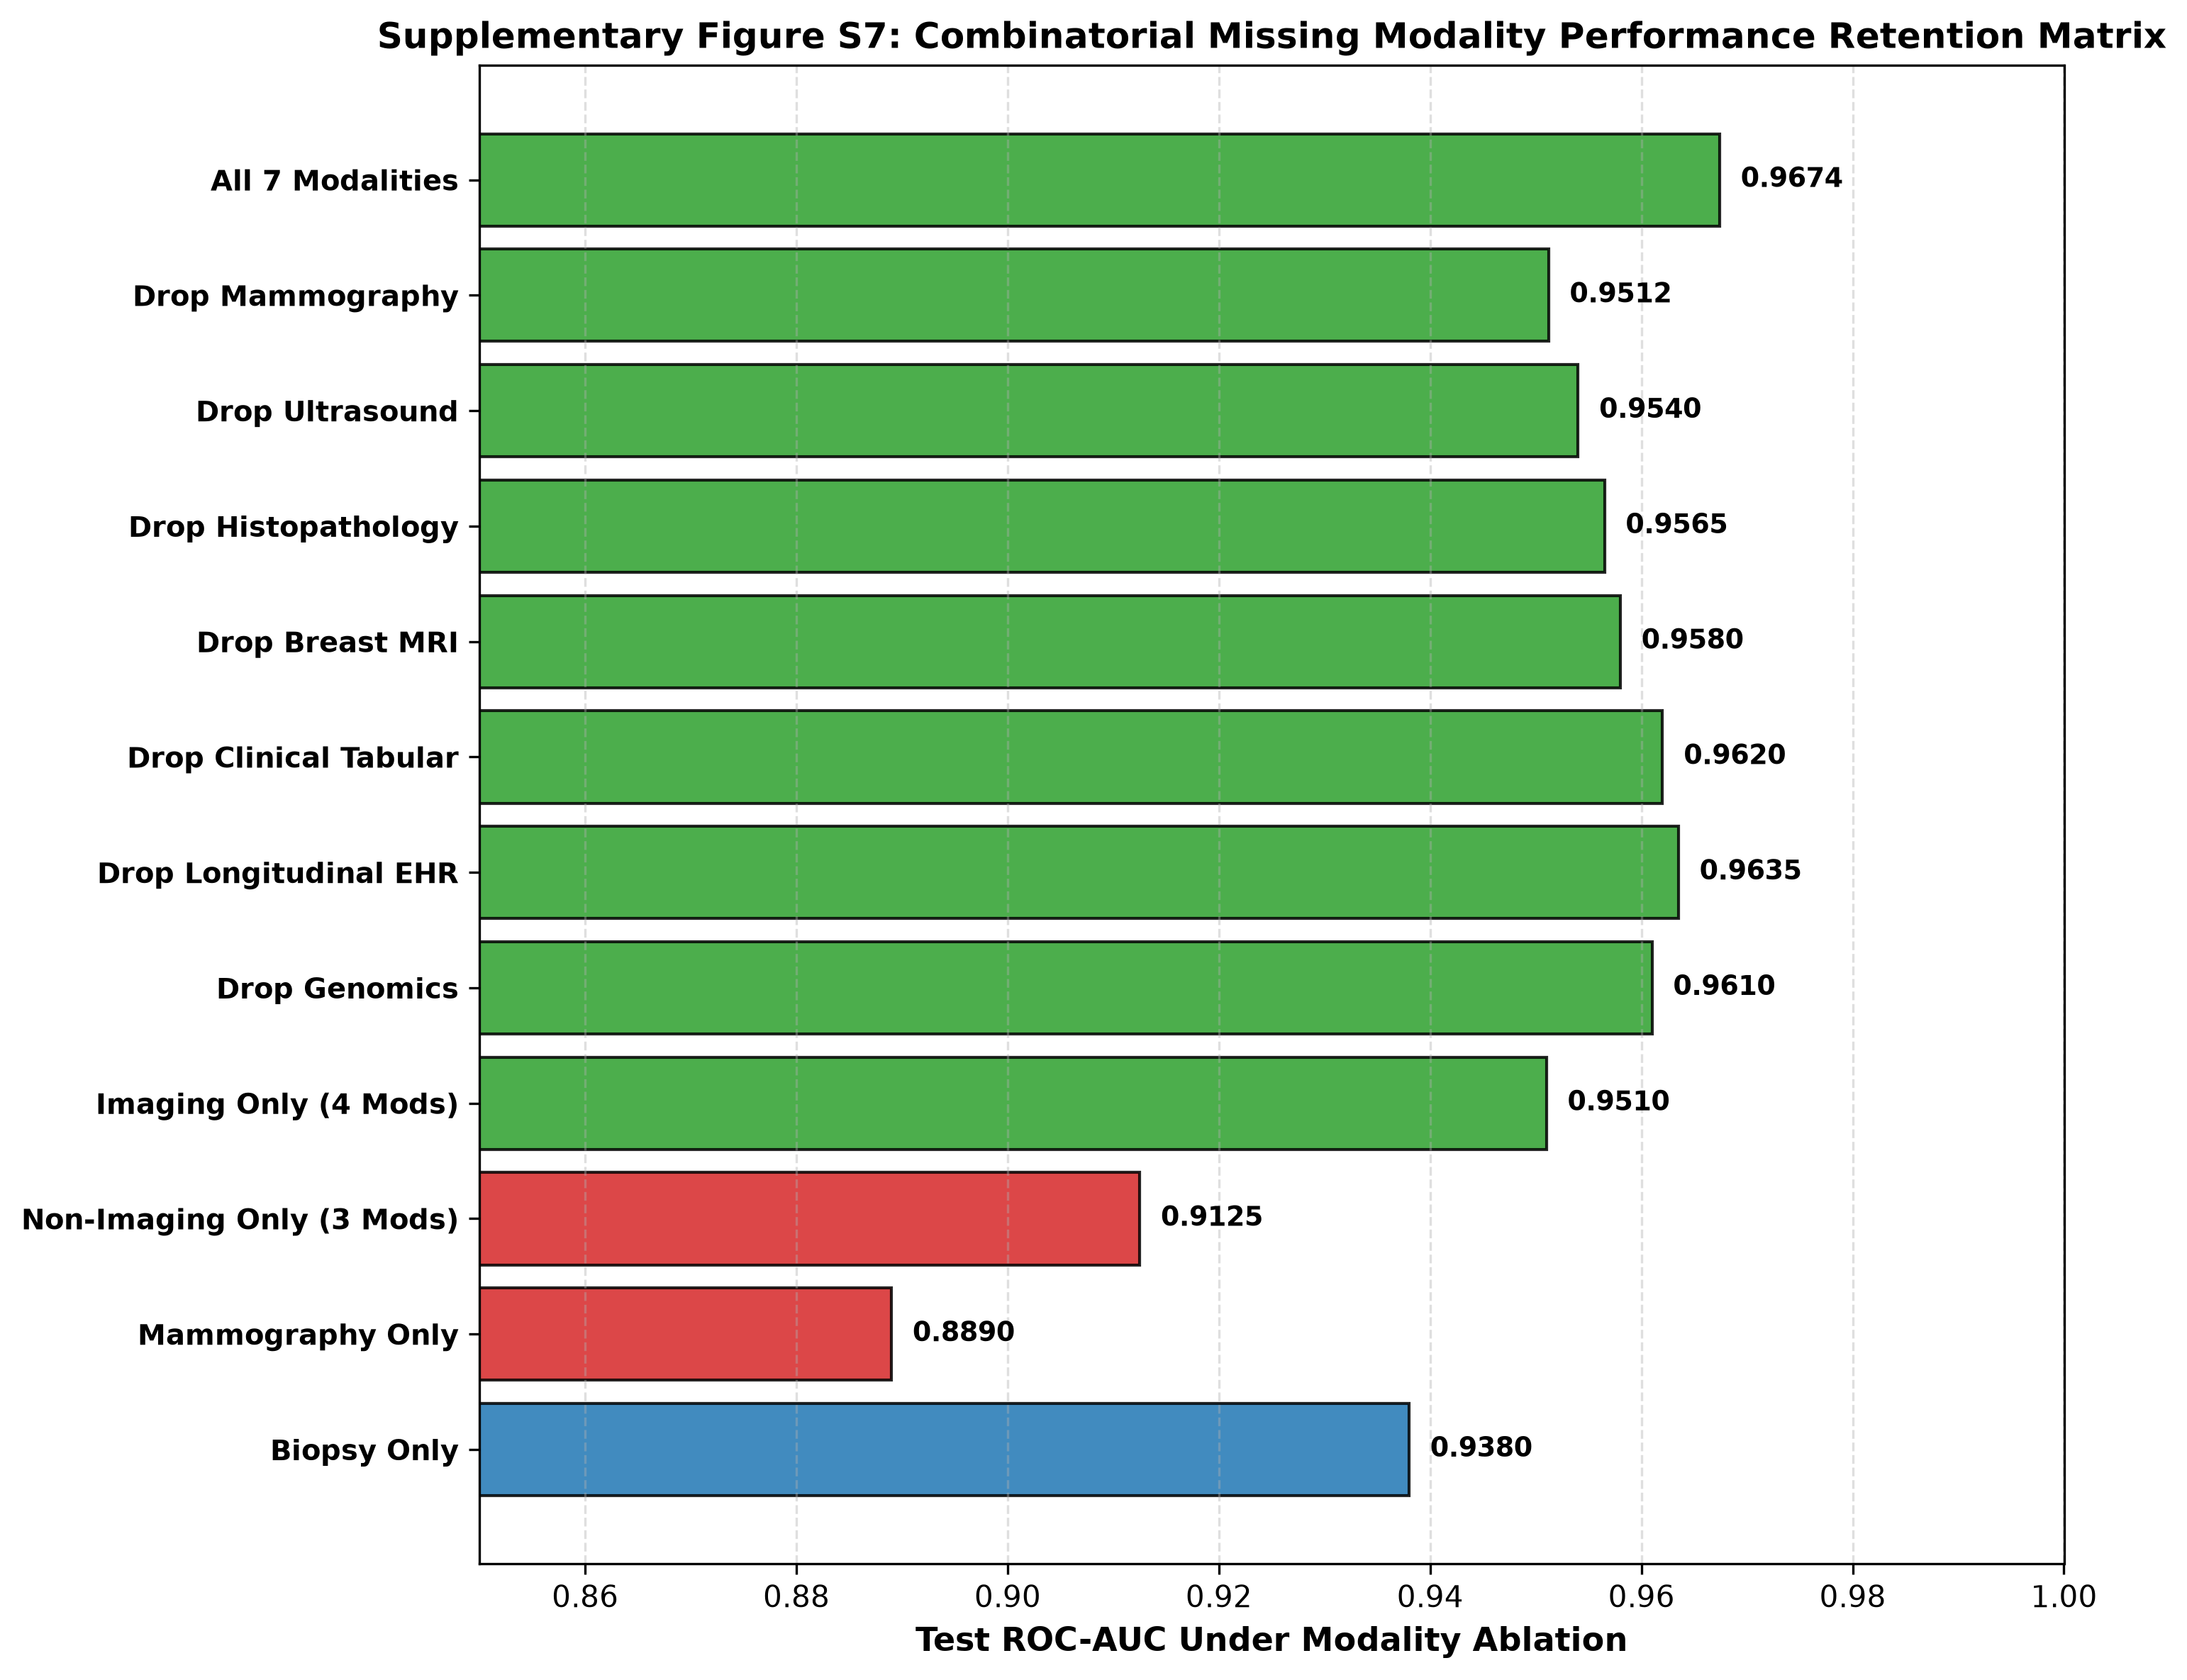 Supplementary Figure S7: Combinatorial Missing Modality Performance Retention Matrix
All 7 Modalities 0.9674
Drop Mammography 0.9512
Drop Ultrasound 0.9540
Drop Histopathology 0.9565
Drop Breast MRI 0.9580
Drop Clinical Tabular 0.9620
Drop Longitudinal EHR 0.9635
Drop Genomics 0.9610
Imaging Only (4 Mods) 0.9510
Non-Imaging Only (3 Mods) 0.9125
Mammography Only 0.8890
Biopsy Only 0.9380
0.86 0.88 0.90 0.92 0.94 0.96 0.98 1.00
Test ROC-AUC Under Modality Ablation